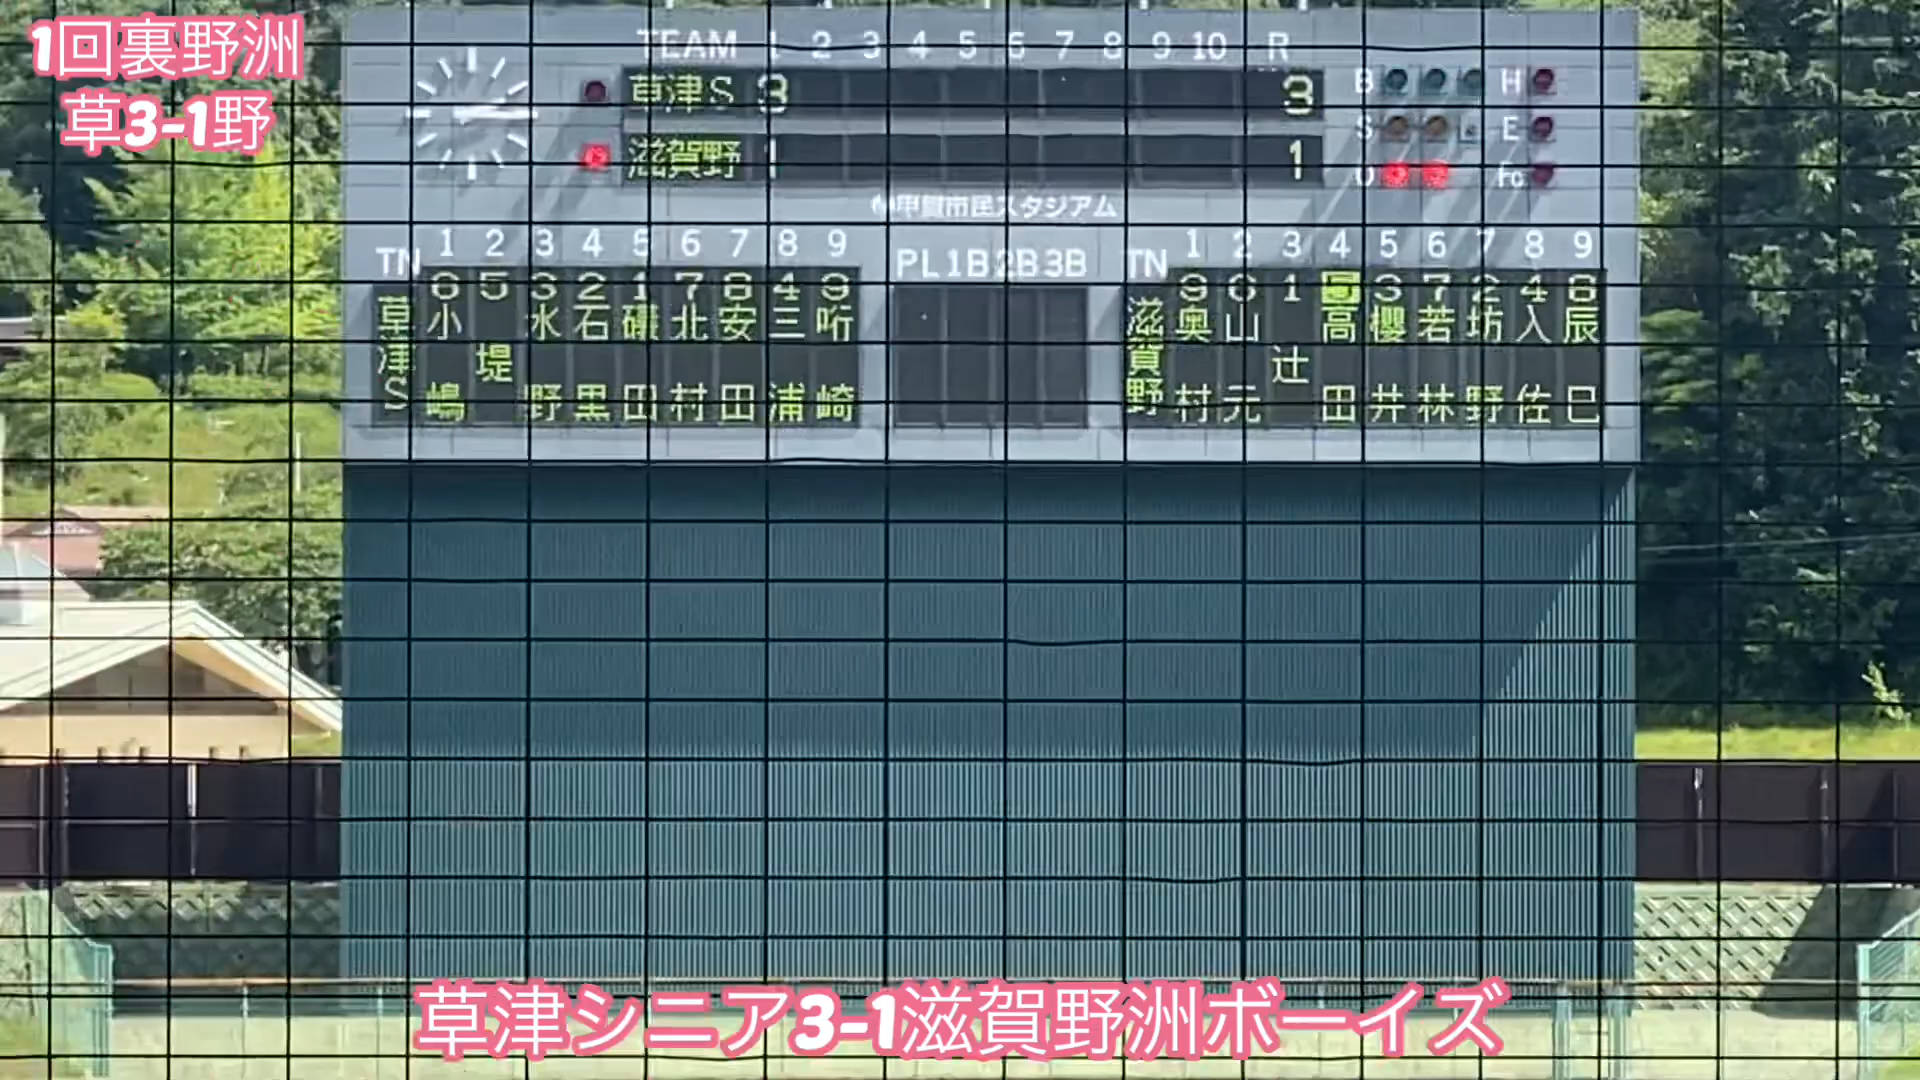 1回裏野洲
草3-1野
TEAM 1 2 3 4 5 6 7 8 9 10 R
草津S 3 3
滋賀野 1 1
B H
S E
O Fc
甲賀市民スタジアム
TN 1 2 3 4 5 6 7 8 9
6 5 3 2 1 7 8 4 9
草津S 小嶋 堤 水野 石黒 磯田 北村 安田 三浦 崎
PL 1B 2B 3B
TN 1 2 3 4 5 6 7 8 9
9 6 1 5 3 7 2 4 8
滋賀野 奥村 山元 辻 高田 櫻井 若林 坊野 入佐 辰巳
草津シニア3-1滋賀野洲ボーイズ